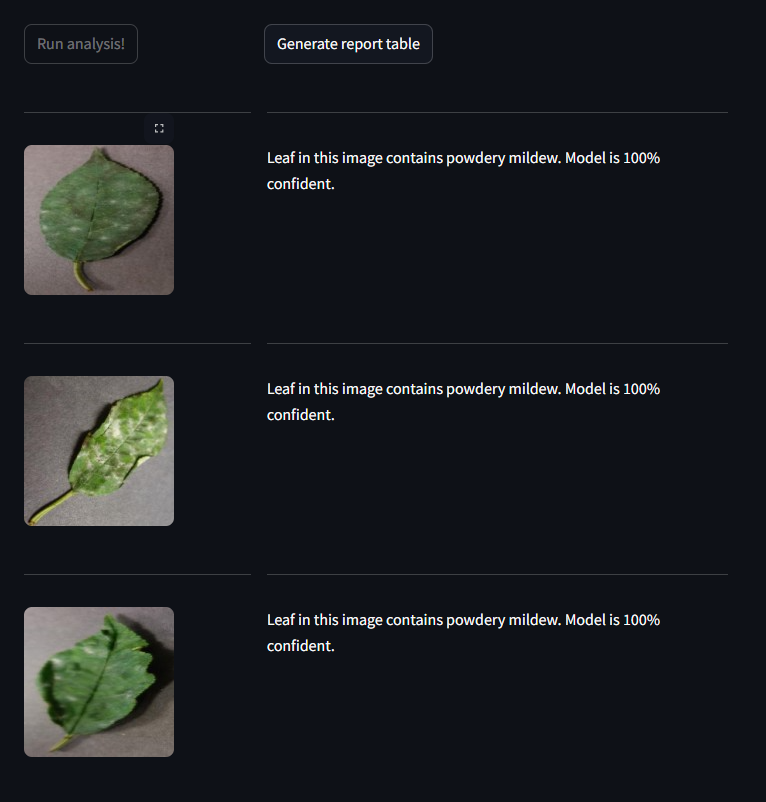 Run analysis!
Generate report table
Leaf in this image contains powdery mildew. Model is 100%
confident.
Leaf in this image contains powdery mildew. Model is 100%
confident.
Leaf in this image contains powdery mildew. Model is 100%
confident.